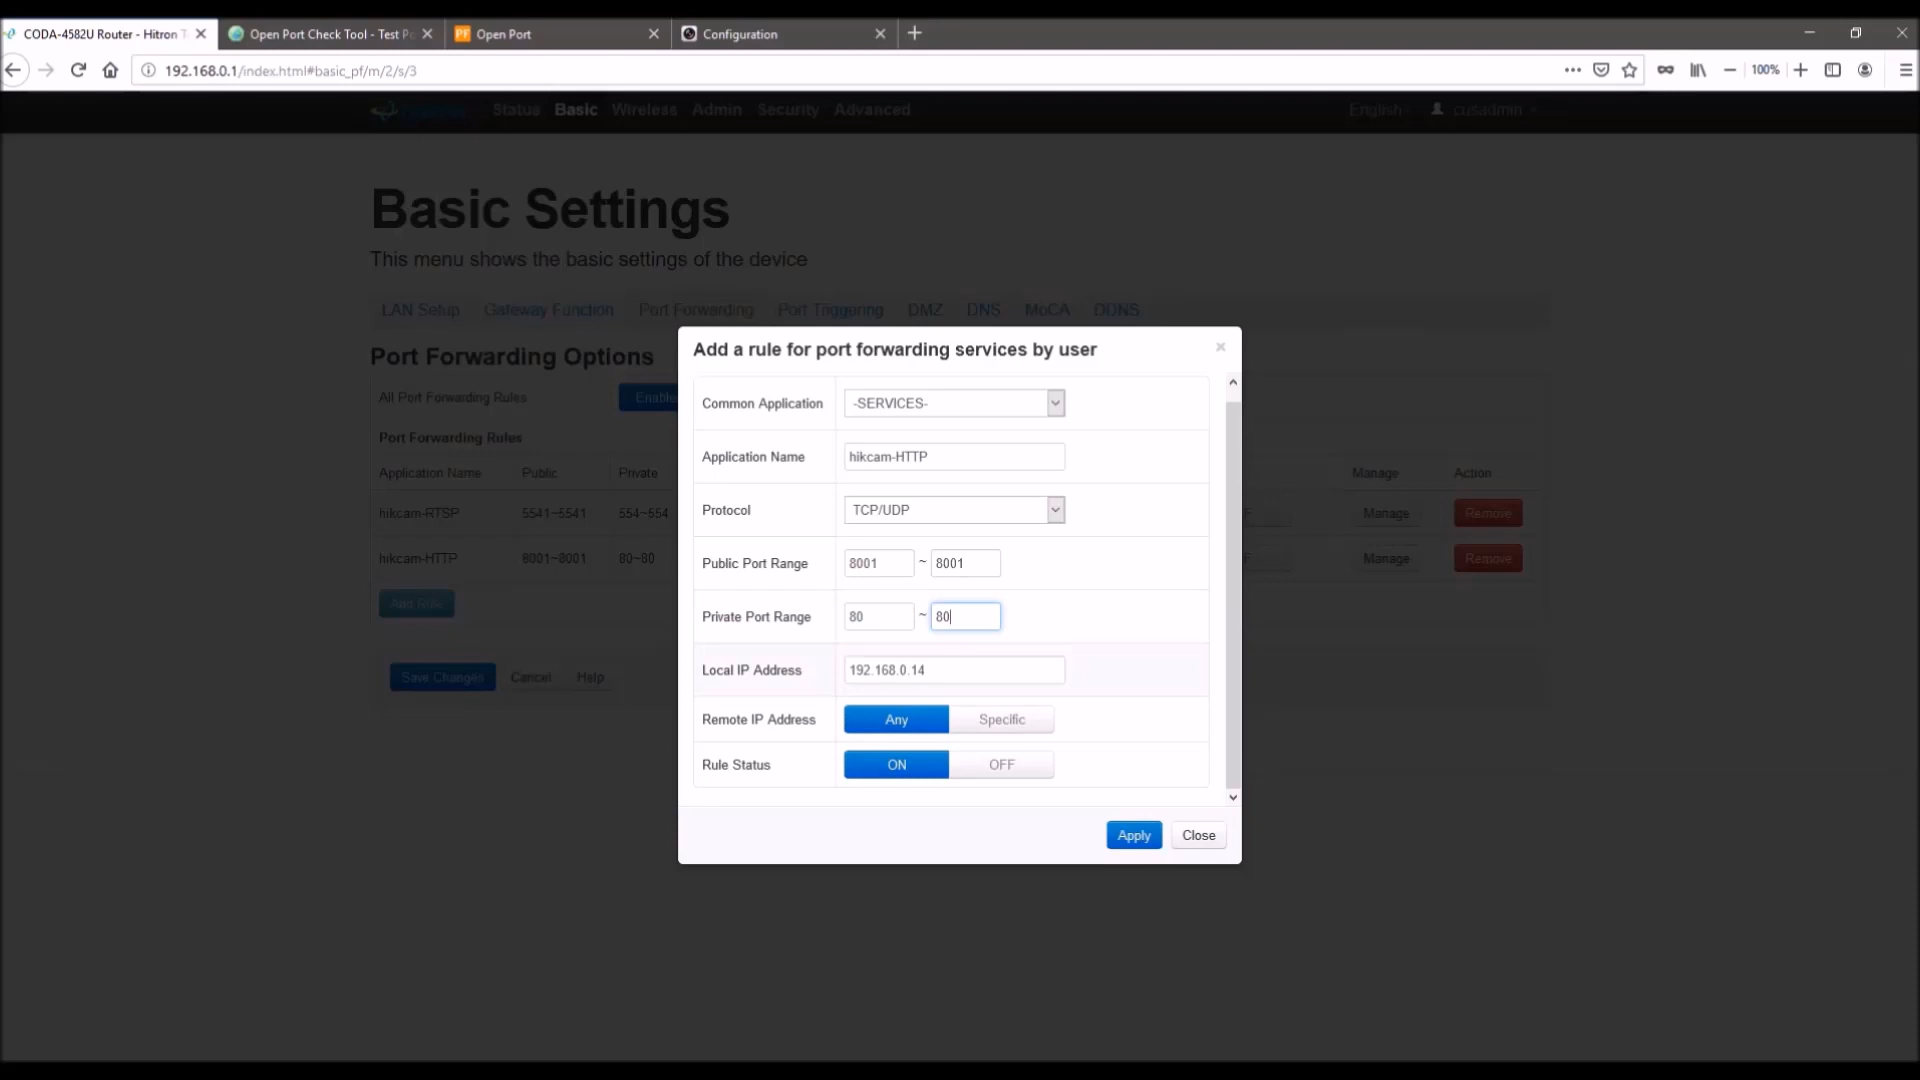 CODA-4582U Router - Hitron T
Open Port Check Tool - Test Po
PF Open Port
Configuration
192.168.0.1/index.html#basic_pf/m/2/s/3
100%
Status Basic Wireless Admin Security Advanced
English cusadmin
Basic Settings
This menu shows the basic settings of the device
LAN Setup Gateway Function Port Forwarding Port Triggering DMZ DNS MoCA DDNS
Port Forwarding Options
All Port Forwarding Rules Enable
Port Forwarding Rules
Application Name Public Private Manage Action
hikcam-RTSP 5541~5541 554~554 F Manage Remove
hikcam-HTTP 8001~8001 80~80 F Manage Remove
Add Rule
Save Changes Cancel Help
Add a rule for port forwarding services by user
Common Application -SERVICES-
Application Name hikcam-HTTP
Protocol TCP/UDP
Public Port Range 8001 ~ 8001
Private Port Range 80 ~ 80
Local IP Address 192.168.0.14
Remote IP Address Any Specific
Rule Status ON OFF
Apply Close